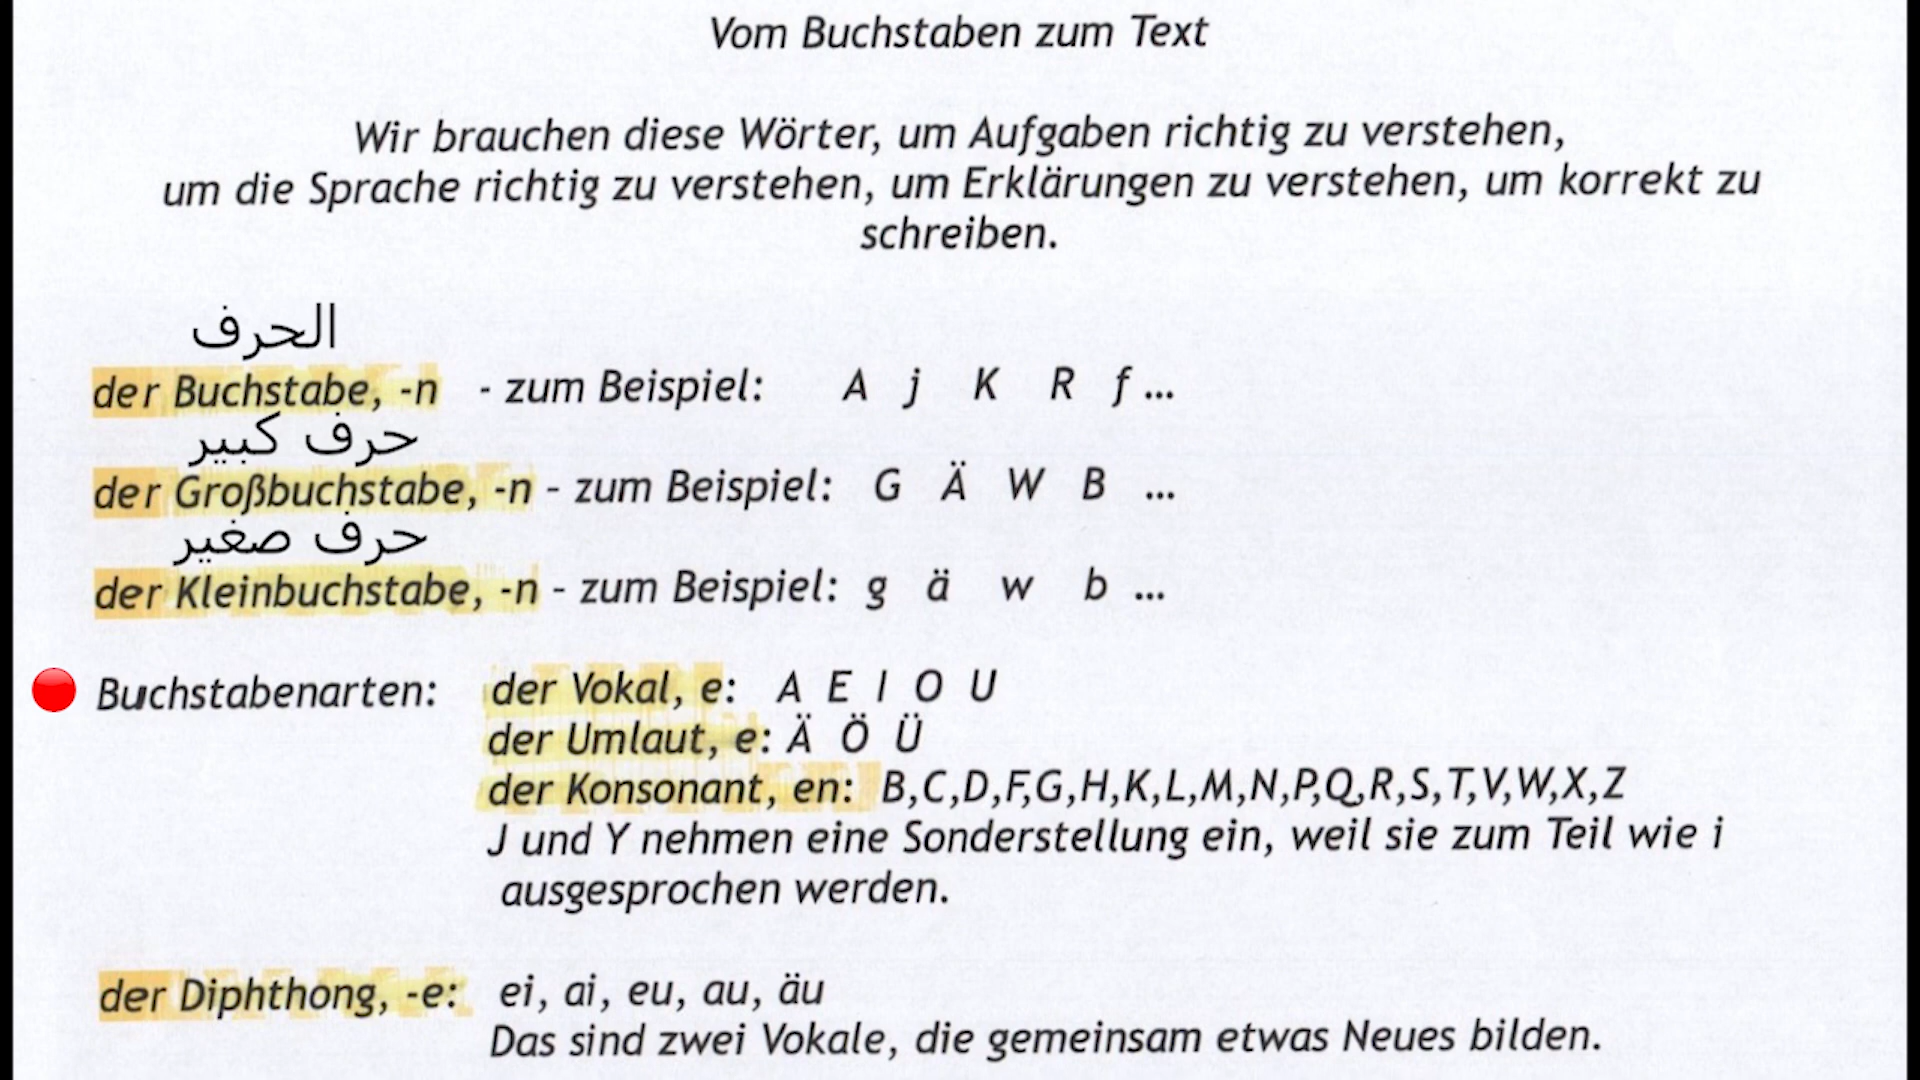 Vom Buchstaben zum Text
Wir brauchen diese Wörter, um Aufgaben richtig zu verstehen,
um die Sprache richtig zu verstehen, um Erklärungen zu verstehen, um korrekt zu
schreiben.
الحرف
der Buchstabe, -n - zum Beispiel: A j K R f ...
حرف كبير
der Großbuchstabe, -n - zum Beispiel: G Ä W B ...
حرف صغير
der Kleinbuchstabe, -n - zum Beispiel: g ä w b ...
Buchstabenarten: der Vokal, e: A E I O U
der Umlaut, e: Ä Ö Ü
der Konsonant, en: B,C,D,F,G,H,K,L,M,N,P,Q,R,S,T,V,W,X,Z
J und Y nehmen eine Sonderstellung ein, weil sie zum Teil wie i
ausgesprochen werden.
der Diphthong, -e: ei, ai, eu, au, äu
Das sind zwei Vokale, die gemeinsam etwas Neues bilden.